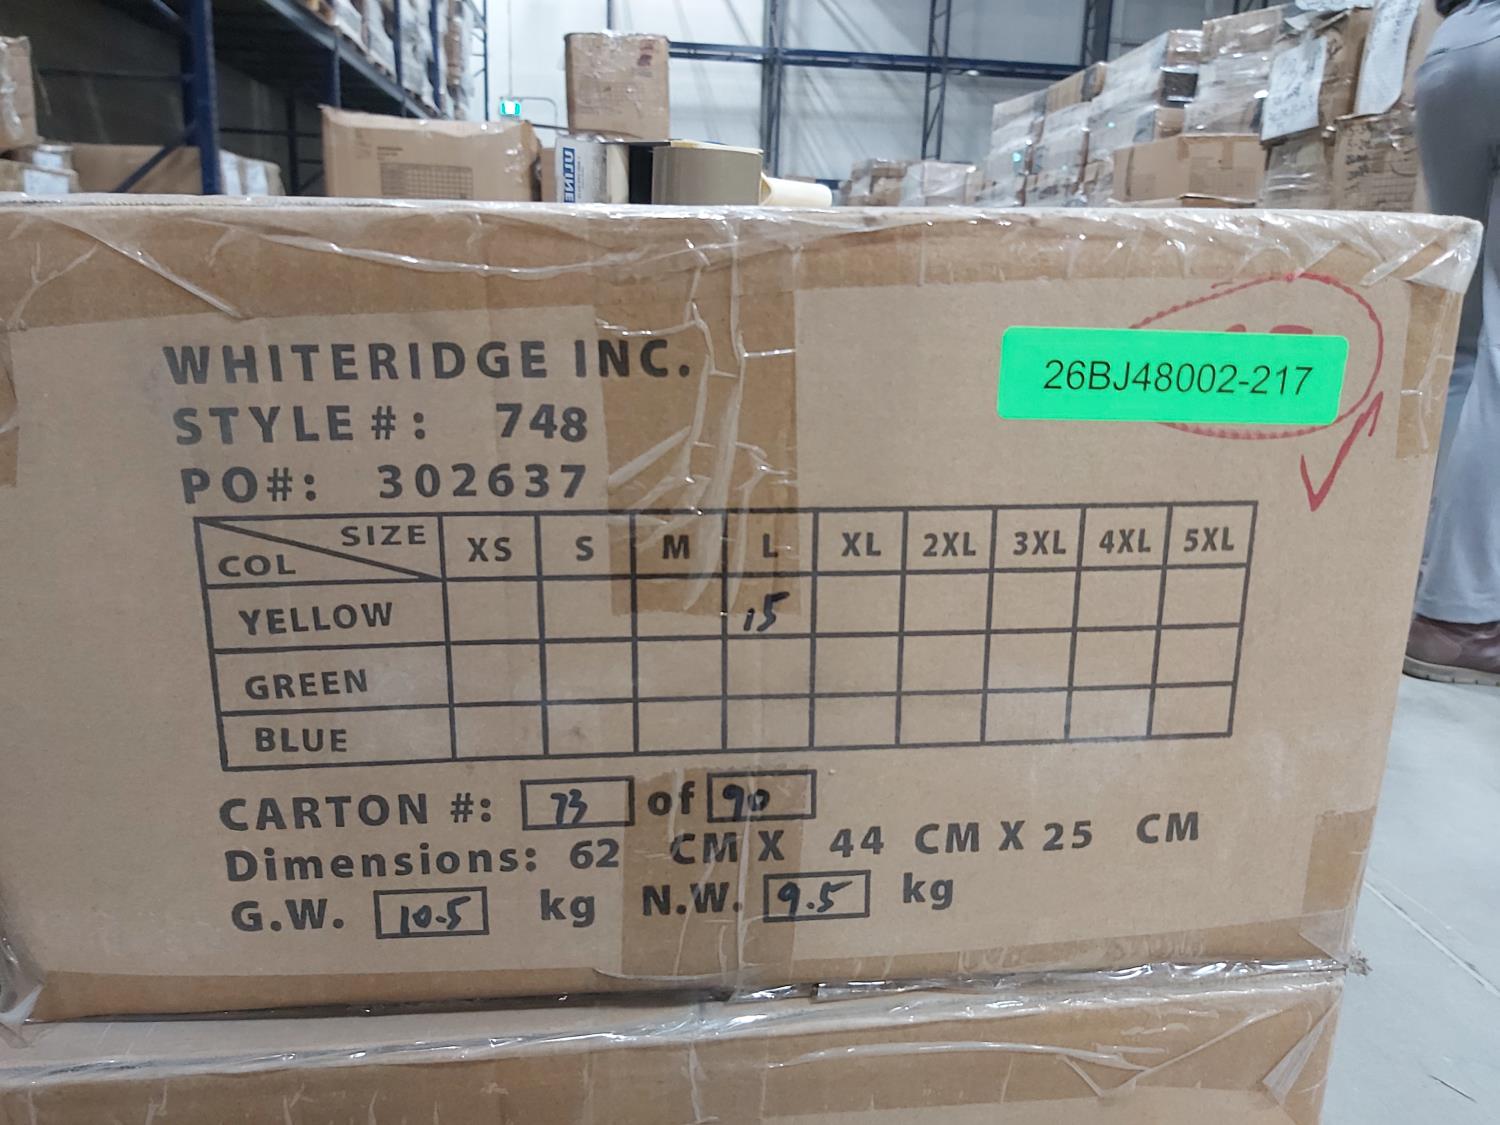 ULINE
WHITERIDGE INC.
26BJ48002-217
STYLE #: 748
PO#: 302637
SIZE COL XS S M L XL 2XL 3XL 4XL 5XL
YELLOW 15
GREEN
BLUE
CARTON #: 73 of 90
Dimensions: 62 CM X 44 CM X 25 CM
G.W. 10.5 kg N.W. 9.5 kg